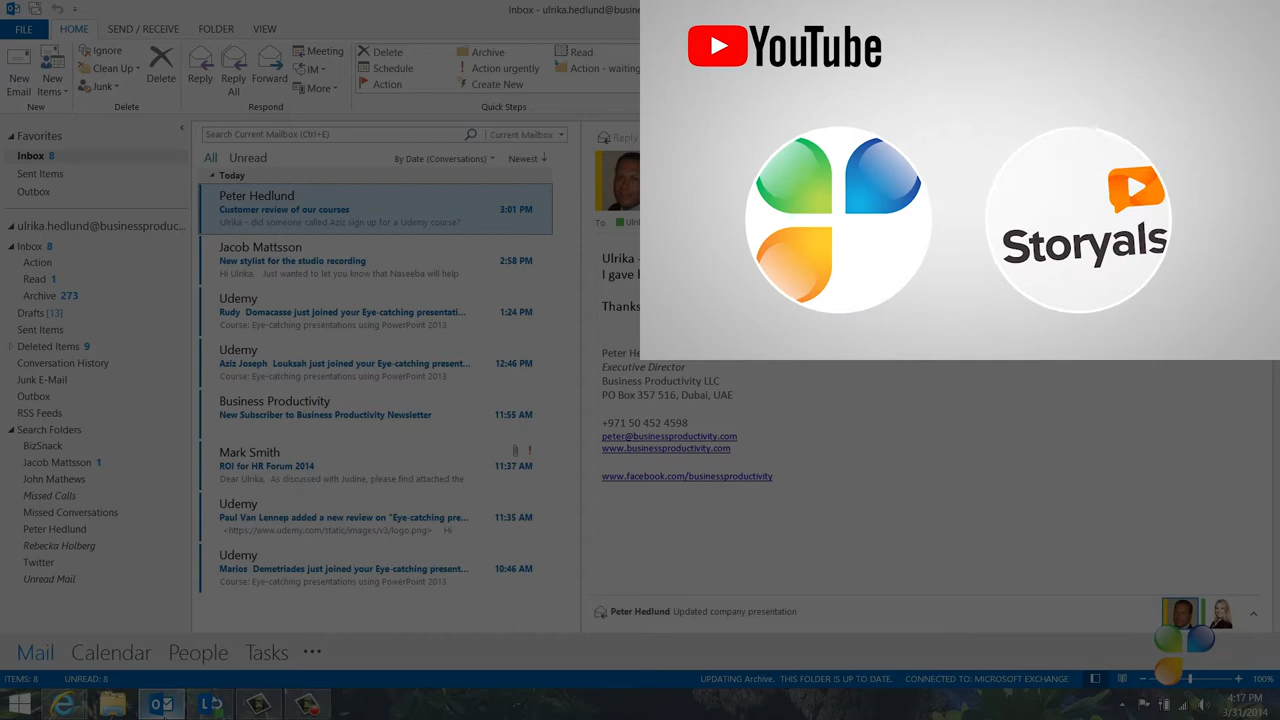 Inbox - ulrika.hedlund@busine
FILE HOME SEND / RECEIVE FOLDER VIEW
New Email
New Items
New
Ignore
Clean Up
Junk
Delete
Delete
Reply
Reply All
Forward
Meeting
IM
More
Respond
Delete
Schedule
Action
Archive
Action urgently
Create New
Read
Action - waiting
Quick Steps
YouTube
Storyals
Favorites
Inbox 8
Sent Items
Outbox
ulrika.hedlund@businessproduc...
Inbox 8
Action
Read 1
Archive 273
Drafts [13]
Sent Items
Deleted Items 9
Conversation History
Junk E-Mail
Outbox
RSS Feeds
Search Folders
BizSnack
Jacob Mattsson 1
John Mathews
Missed Calls
Missed Conversations
Peter Hedlund
Rebecka Holberg
Twitter
Unread Mail
Search Current Mailbox (Ctrl+E) Current Mailbox
All Unread By Date (Conversations) Newest
Today
Peter Hedlund
Customer review of our courses 3:01 PM
Ulrika - did someone called Aziz sign up for a Udemy course?
Jacob Mattsson
New stylist for the studio recording 2:58 PM
Hi Ulrika, Just wanted to let you know that Naseeba will help
Udemy
Rudy Domacasse just joined your Eye-catching presentati... 1:24 PM
Course: Eye-catching presentations using PowerPoint 2013
Udemy
Aziz Joseph Louksah just joined your Eye-catching present... 12:46 PM
Course: Eye-catching presentations using PowerPoint 2013
Business Productivity
New Subscriber to Business Productivity Newsletter 11:55 AM
Mark Smith
ROI for HR Forum 2014 11:37 AM
Dear Ulrika, As discussed with Judine, please find attached the
Udemy
Paul Van Lennep added a new review on "Eye-catching pre... 11:35 AM
<https://www.udemy.com/static/images/v3/logo.png> Hi
Udemy
Marios Demetriades just joined your Eye-catching present... 10:46 AM
Course: Eye-catching presentations using PowerPoint 2013
Reply
To Ulri
Ulrika -
I gave
Thanks
Peter He
Executive Director
Business Productivity LLC
PO Box 357 516, Dubai, UAE
+971 50 452 4598
peter@businessproductivity.com
www.businessproductivity.com
www.facebook.com/businessproductivity
Peter Hedlund Updated company presentation
Mail Calendar People Tasks •••
ITEMS: 8 UNREAD: 8 UPDATING Archive. THIS FOLDER IS UP TO DATE. CONNECTED TO: MICROSOFT EXCHANGE 100%
4:17 PM
3/31/2014